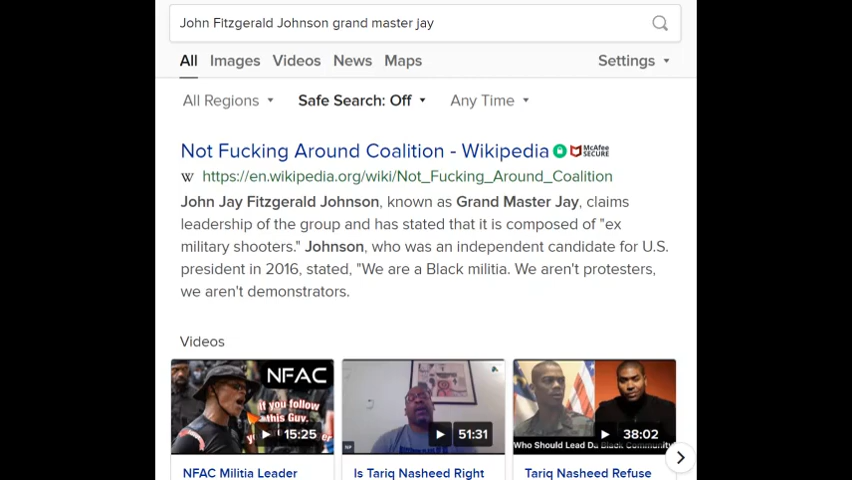 John Fitzgerald Johnson grand master jay
All Images Videos News Maps Settings
All Regions Safe Search: Off Any Time
Not Fucking Around Coalition - Wikipedia McAfee SECURE
W https://en.wikipedia.org/wiki/Not_Fucking_Around_Coalition
John Jay Fitzgerald Johnson, known as Grand Master Jay, claims
leadership of the group and has stated that it is composed of "ex
military shooters." Johnson, who was an independent candidate for U.S.
president in 2016, stated, "We are a Black militia. We aren't protesters,
we aren't demonstrators.
Videos
NFAC
if you follow
this Guy.
15:25
51:31
38:02
Who Should Lead Da Black Community
NFAC Militia Leader
Is Tariq Nasheed Right
Tariq Nasheed Refuse